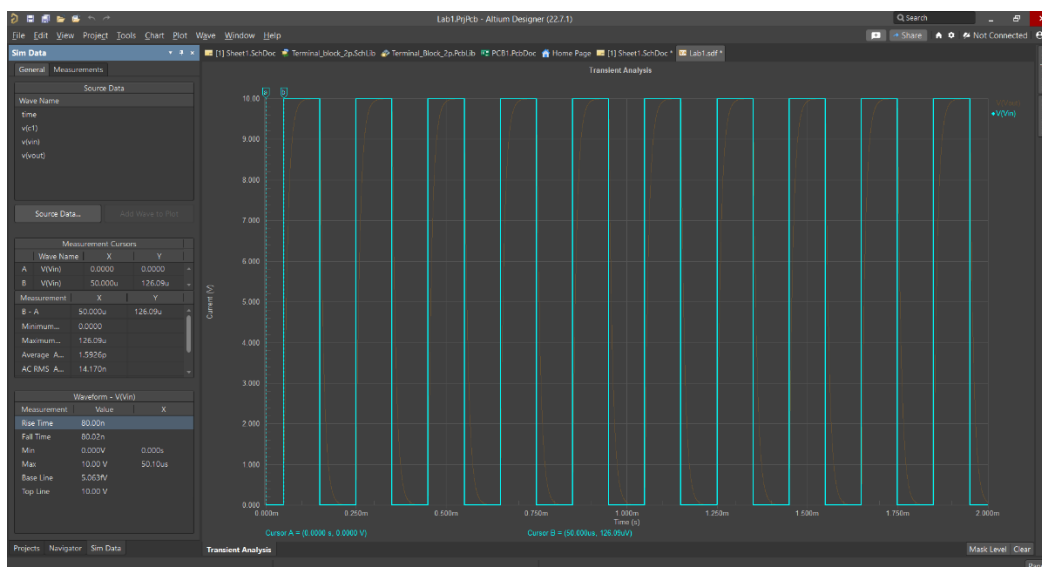 Lab1.PrjPcb - Altium Designer (22.7.1)
Search
File Edit View Project Tools Chart Plot Wave Window Help
Share
Not Connected
Sim Data
[1] Sheet1.SchDoc Terminal_block_2p.SchLib Terminal_Block_2p.PcbLib PCB1.PcbDoc Home Page [1] Sheet1.SchDoc * Lab1.sdf *
General Measurements
Source Data
Wave Name
time
v(c1)
v(vin)
v(vout)
Source Data... Add Wave to Plot
Measurement Cursors
Wave Name X Y
A V(Vin) 0.0000 0.0000
B V(Vin) 50.000u 126.09u
Measurement X Y
B - A 50.000u 126.09u
Minimum... 0.0000
Maximum... 126.09u
Average A... 1.5926p
AC RMS A... 14.170n
Waveform - V(Vin)
Measurement Value X
Rise Time 80.00n
Fall Time 80.02n
Min 0.000V 0.000s
Max 10.00 V 50.10us
Base Line 5.063fV
Top Line 10.00 V
Projects Navigator Sim Data
Transient Analysis
V(Vin)
10.00
9.000
8.000
7.000
6.000
5.000
4.000
3.000
2.000
1.000
0.000
Current (V)
0.000m 0.250m 0.500m 0.750m 1.000m 1.250m 1.500m 1.750m 2.000m
Time (s)
Cursor A = (0.0000 s, 0.0000 V) Cursor B = (50.000us, 126.09uV)
Transient Analysis
Mask Level Clear